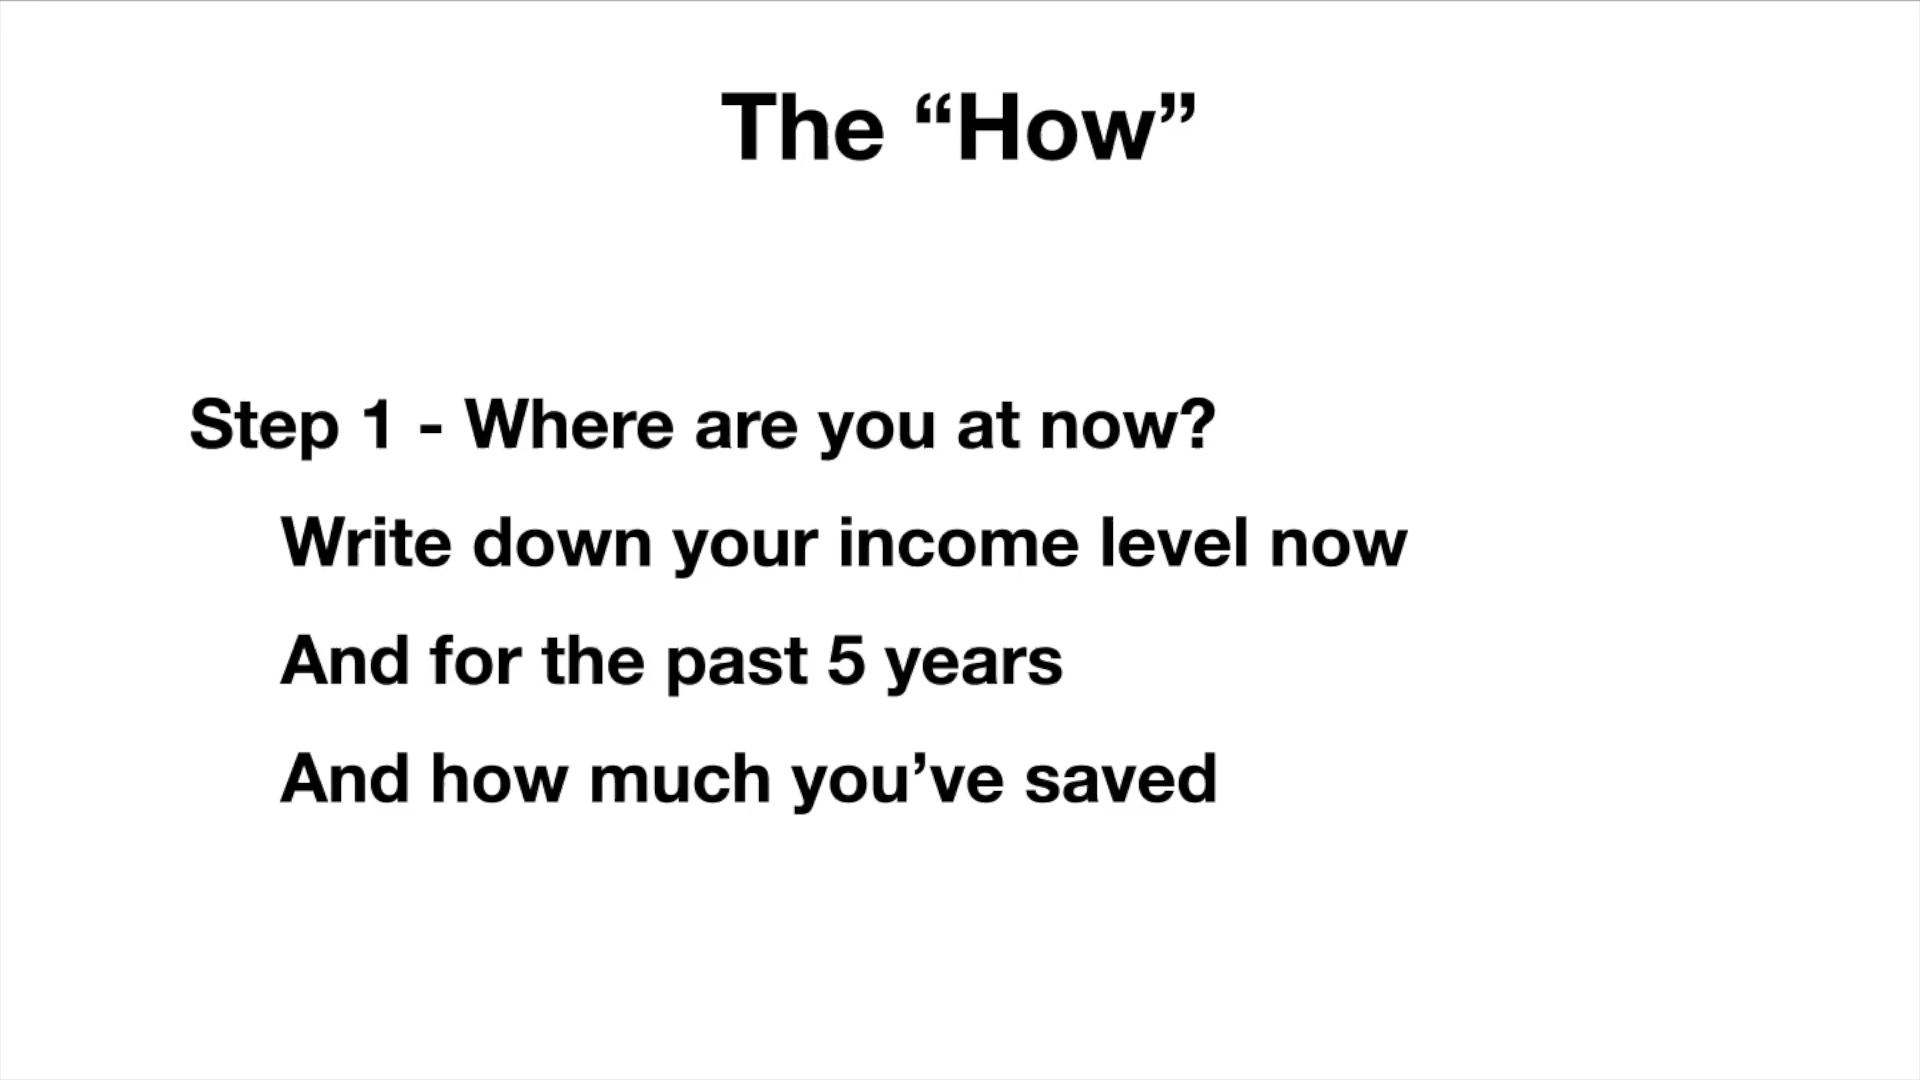 The “How”
Step 1 - Where are you at now?
Write down your income level now
And for the past 5 years
And how much you’ve saved